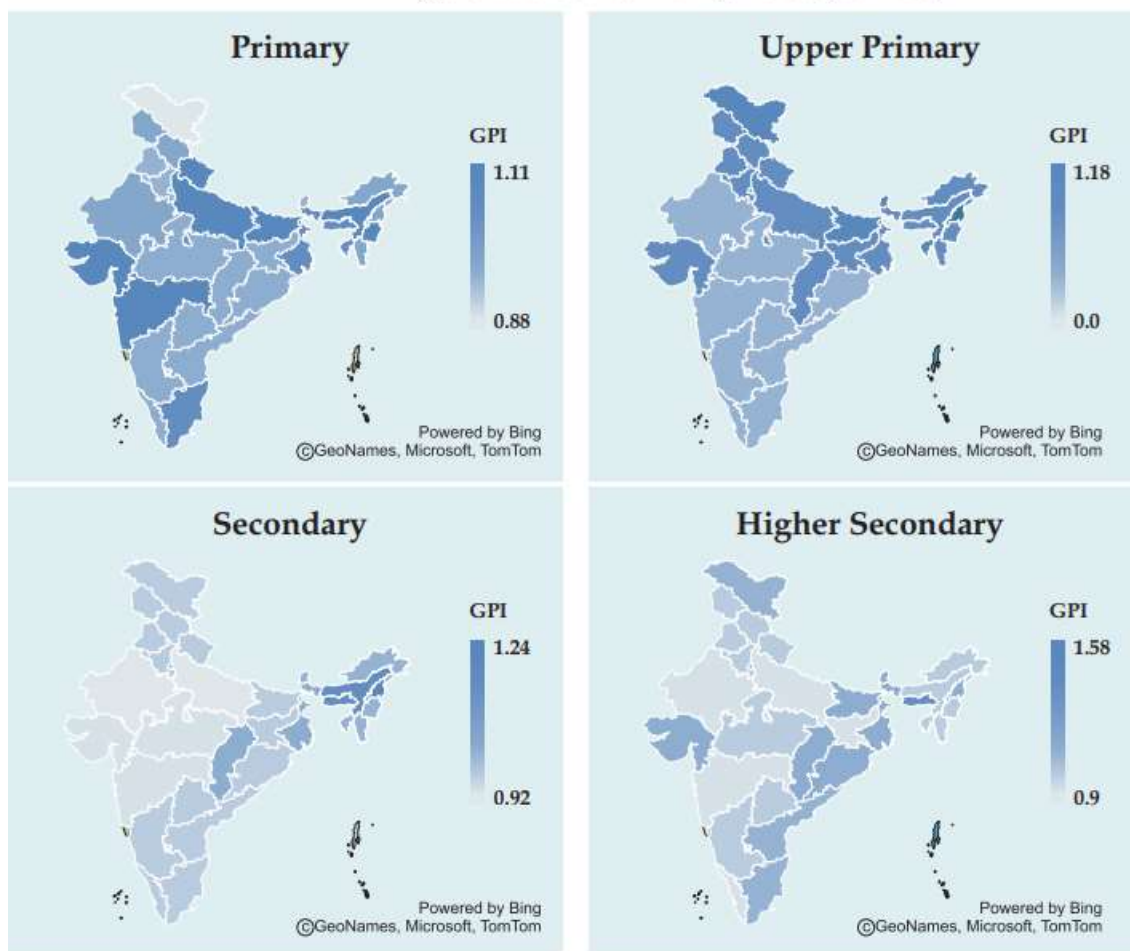 Primary
GPI
1.11
0.88
Powered by Bing
©GeoNames, Microsoft, TomTom
Upper Primary
GPI
1.18
0.0
Powered by Bing
©GeoNames, Microsoft, TomTom
Secondary
GPI
1.24
0.92
Powered by Bing
©GeoNames, Microsoft, TomTom
Higher Secondary
GPI
1.58
0.9
Powered by Bing
©GeoNames, Microsoft, TomTom